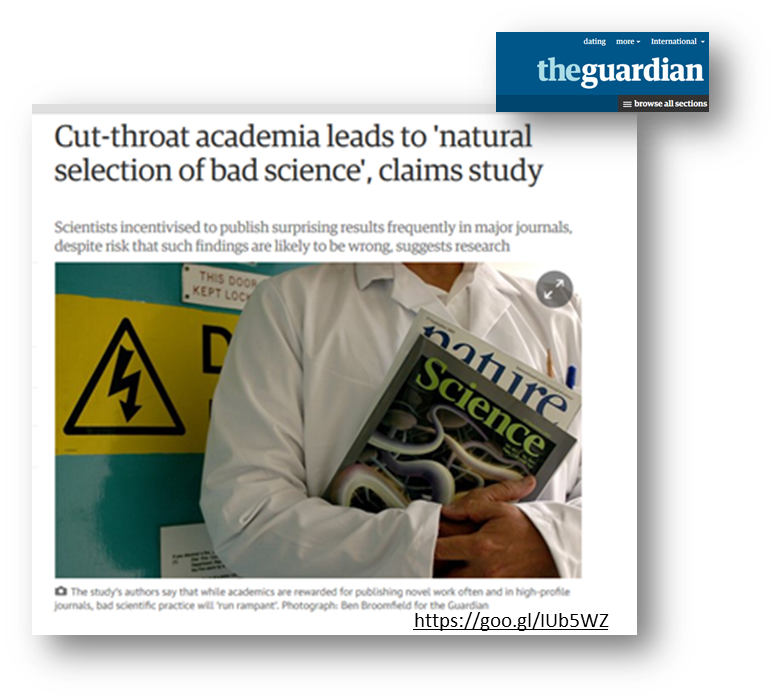 dating more International
theguardian
browse all sections
Cut-throat academia leads to 'natural
selection of bad science', claims study
Scientists incentivised to publish surprising results frequently in major journals,
despite risk that such findings are likely to be wrong, suggests research
THIS DOOR
KEPT LOCK
D
nature
Science
The study's authors say that while academics are rewarded for publishing novel work often and in high-profile
journals, bad scientific practice will 'run rampant'. Photograph: Ben Broomfield for the Guardian
https://goo.gl/IUb5WZ